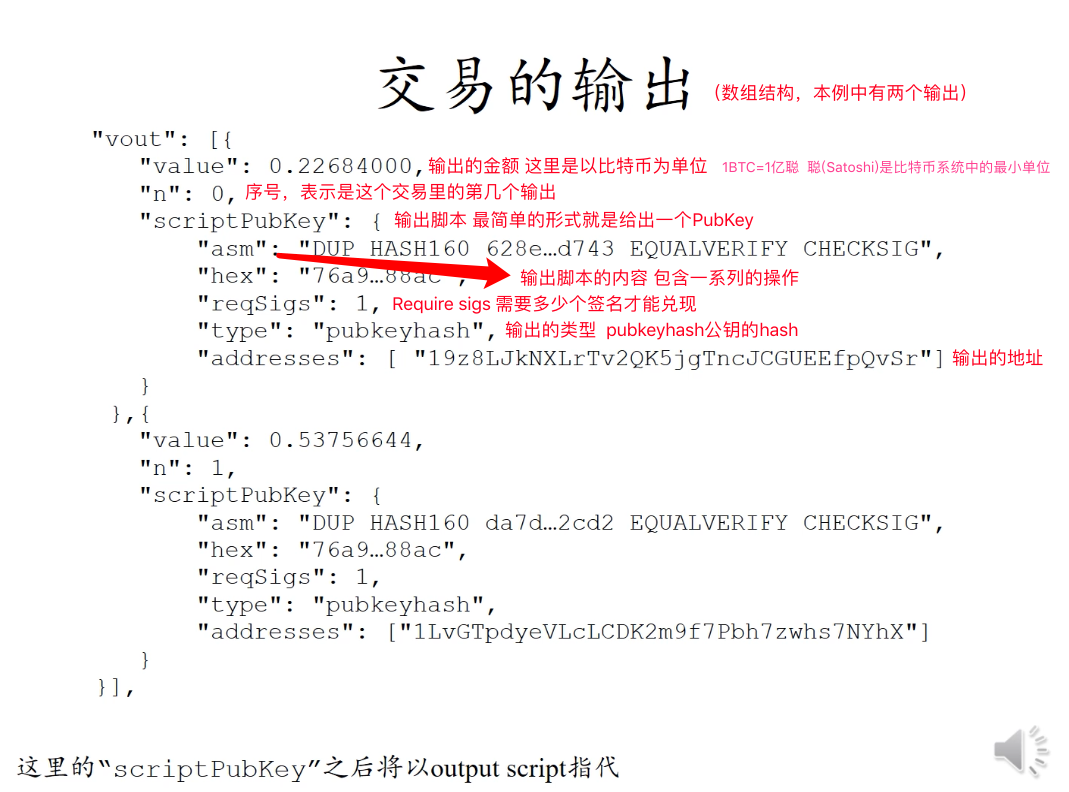 交易的输出 (数组结构，本例中有两个输出)
"vout": [{
"value": 0.22684000, 输出的金额 这里是以比特币为单位 1BTC=1亿聪 聪(Satoshi)是比特币系统中的最小单位
"n": 0, 序号，表示是这个交易里的第几个输出
"scriptPubKey": { 输出脚本 最简单的形式就是给出一个PubKey
"asm": "DUP HASH160 628e…d743 EQUALVERIFY CHECKSIG",
"hex": "76a9…88ac", 输出脚本的内容 包含一系列的操作
"reqSigs": 1, Require sigs 需要多少个签名才能兑现
"type": "pubkeyhash", 输出的类型 pubkeyhash公钥的hash
"addresses": [ "19z8LJkNXLrTv2QK5jgTncJCGUEEfpQvSr"] 输出的地址
}
},{
"value": 0.53756644,
"n": 1,
"scriptPubKey": {
"asm": "DUP HASH160 da7d…2cd2 EQUALVERIFY CHECKSIG",
"hex": "76a9…88ac",
"reqSigs": 1,
"type": "pubkeyhash",
"addresses": ["1LvGTpdyeVLcLCDK2m9f7Pbh7zwhs7NYhX"]
}
}],
这里的“scriptPubKey”之后将以output script指代